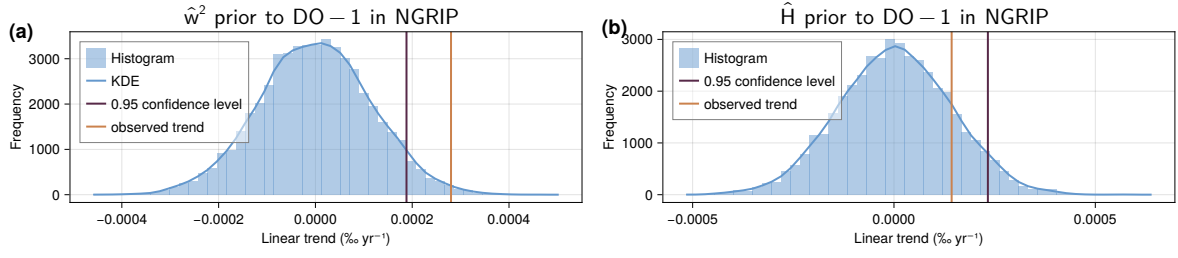 ŵ² prior to DO − 1 in NGRIP
(a)
Frequency
3000
2000
1000
0
Histogram
KDE
0.95 confidence level
observed trend
−0.0004
−0.0002
0.0000
0.0002
0.0004
Linear trend (‰ yr⁻¹)
Ĥ prior to DO − 1 in NGRIP
(b)
Frequency
3000
2000
1000
0
Histogram
0.95 confidence level
observed trend
−0.0005
0.0000
0.0005
Linear trend (‰ yr⁻¹)